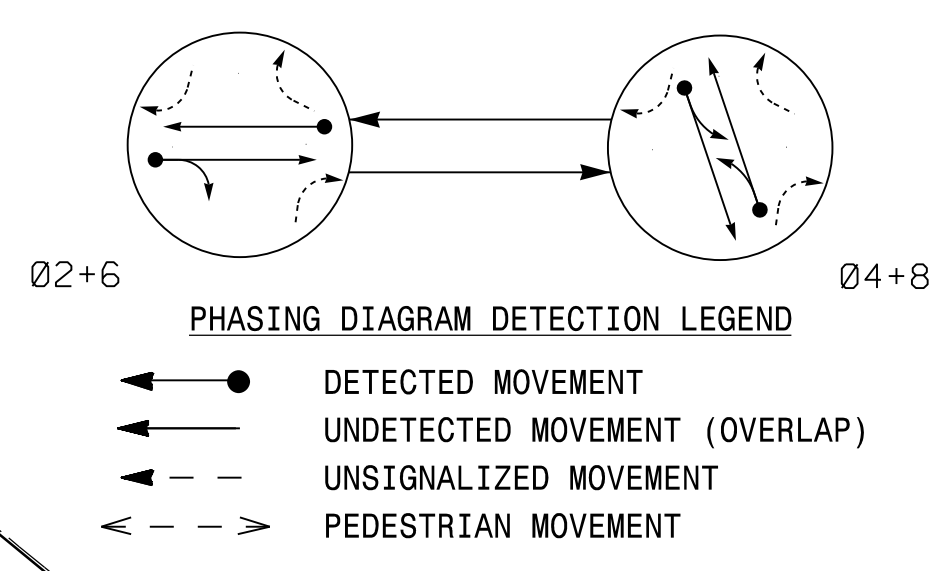 Ø2+6
Ø4+8
PHASING DIAGRAM DETECTION LEGEND
DETECTED MOVEMENT
UNDETECTED MOVEMENT (OVERLAP)
UNSIGNALIZED MOVEMENT
PEDESTRIAN MOVEMENT